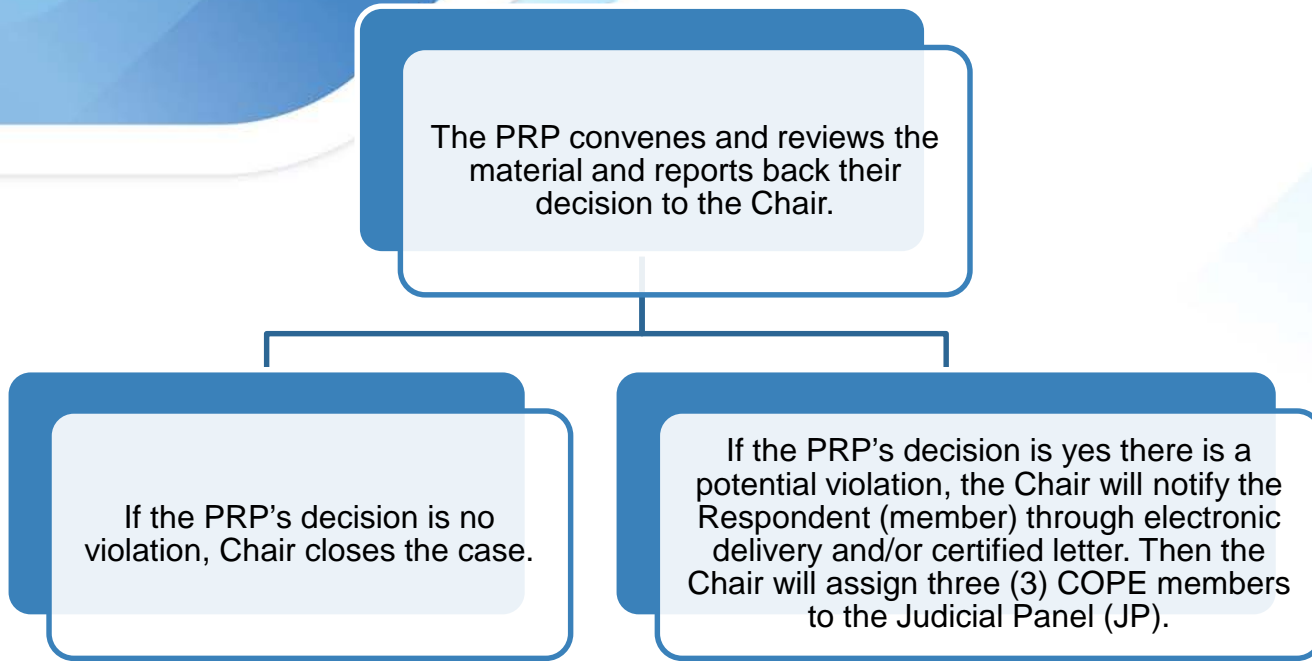 The PRP convenes and reviews the
material and reports back their
decision to the Chair.
If the PRP’s decision is no
violation, Chair closes the case.
If the PRP’s decision is yes there is a
potential violation, the Chair will notify the
Respondent (member) through electronic
delivery and/or certified letter. Then the
Chair will assign three (3) COPE members
to the Judicial Panel (JP).